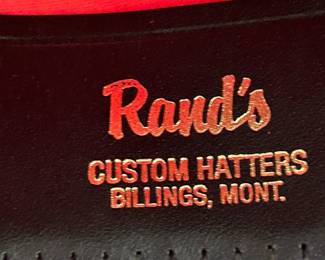 Rand's
CUSTOM HATTERS
BILLINGS, MONT.